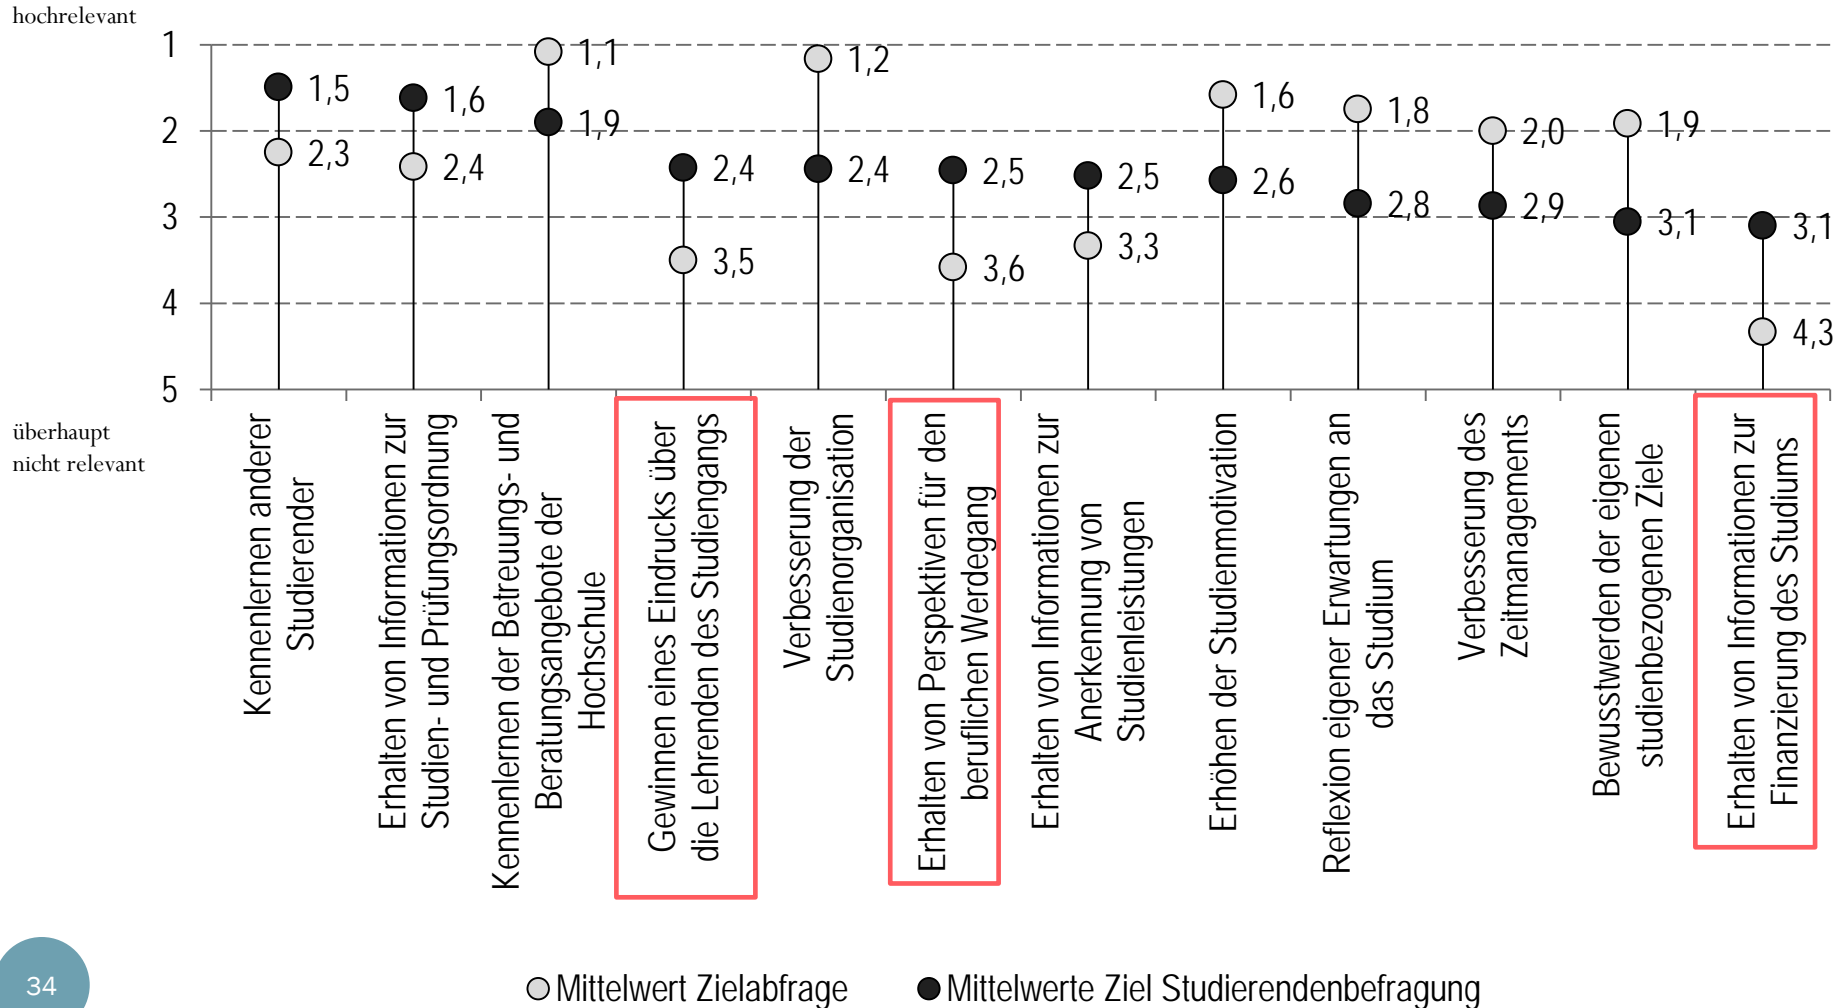 hochrelevant
1
2
3
4
5
überhaupt
nicht relevant
1,5
2,3
1,6
2,4
1,1
1,9
2,4
3,5
1,2
2,4
2,5
3,6
2,5
3,3
1,6
2,6
1,8
2,8
2,0
2,9
1,9
3,1
3,1
4,3
Kennenlernen anderer
Studierender
Erhalten von Informationen zur
Studien- und Prüfungsordnung
Kennenlernen der Betreuungs- und
Beratungsangebote der
Hochschule
Gewinnen eines Eindrucks über
die Lehrenden des Studiengangs
Verbesserung der
Studienorganisation
Erhalten von Perspektiven für den
beruflichen Werdegang
Erhalten von Informationen zur
Anerkennung von
Studienleistungen
Erhöhen der Studienmotivation
Reflexion eigener Erwartungen an
das Studium
Verbesserung des
Zeitmanagements
Bewusstwerden der eigenen
studienbezogenen Ziele
Erhalten von Informationen zur
Finanzierung des Studiums
Mittelwert Zielabfrage
Mittelwerte Ziel Studierendenbefragung
34